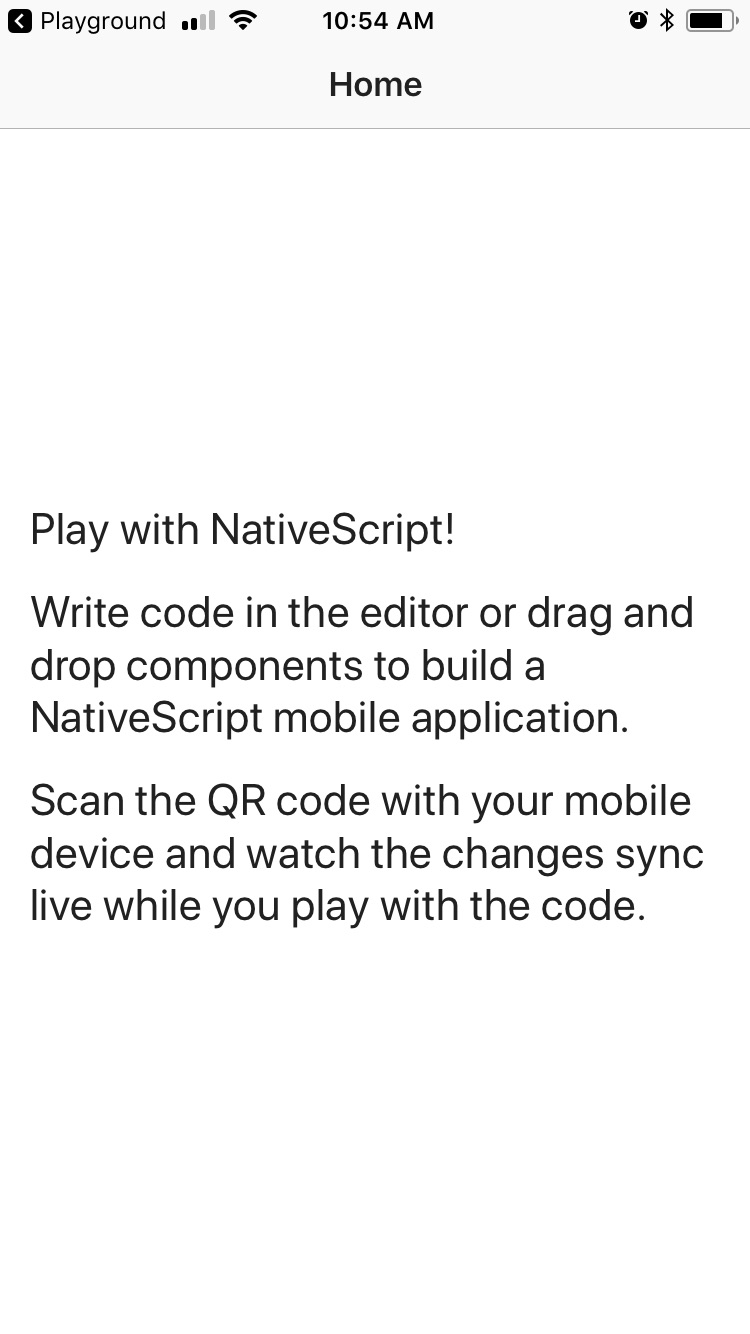 Playground 10:54 AM
Home
Play with NativeScript!
Write code in the editor or drag and
drop components to build a
NativeScript mobile application.
Scan the QR code with your mobile
device and watch the changes sync
live while you play with the code.